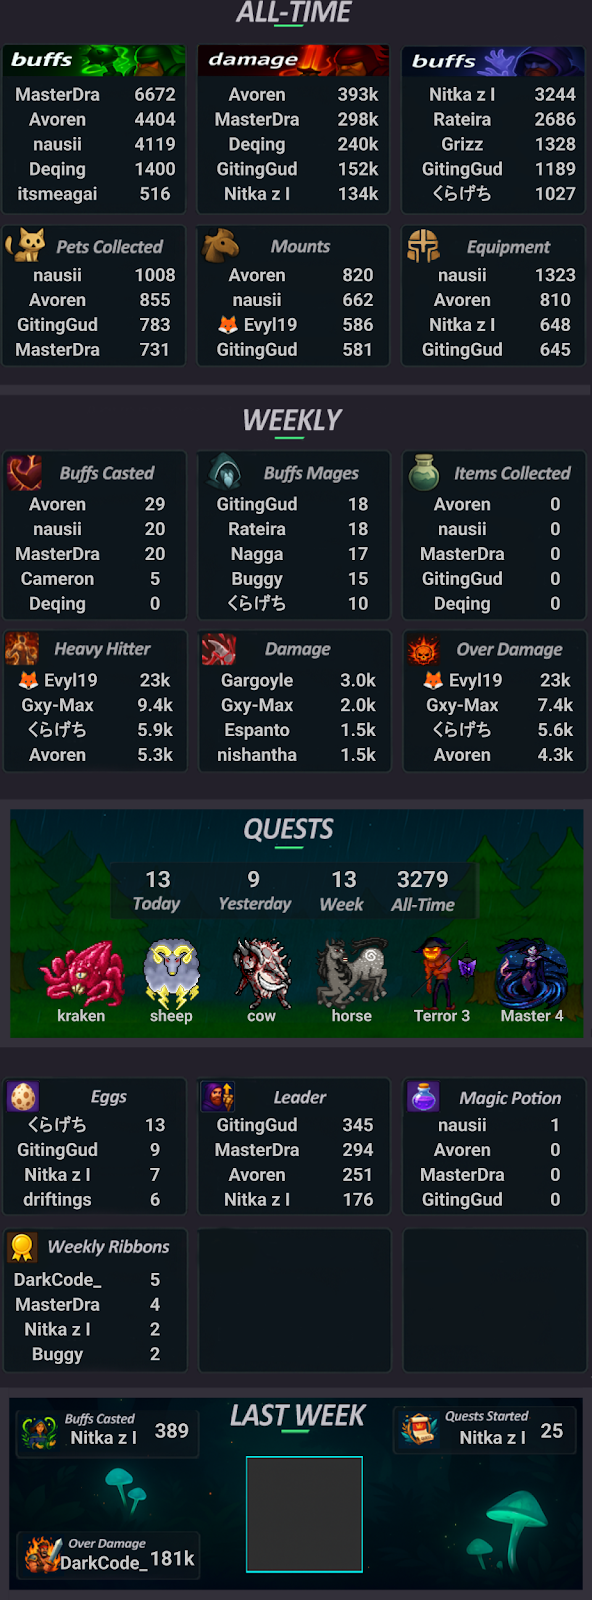 ALL-TIME
buffs
MasterDra 6672
Avoren 4404
nausii 4119
Deqing 1400
itsmeagai 516
damage
Avoren 393k
MasterDra 298k
Deqing 240k
GitingGud 152k
Nitka z l 134k
buffs
Nitka z l 3244
Rateira 2686
Grizz 1328
GitingGud 1189
くらげち 1027
Pets Collected
nausii 1008
Avoren 855
GitingGud 783
MasterDra 731
Mounts
Avoren 820
nausii 662
🦊 Evyl19 586
GitingGud 581
Equipment
nausii 1323
Avoren 810
Nitka z l 648
GitingGud 645
WEEKLY
Buffs Casted
Avoren 29
nausii 20
MasterDra 20
Cameron 5
Deqing 0
Buffs Mages
GitingGud 18
Rateira 18
Nagga 17
Buggy 15
くらげち 10
Items Collected
Avoren 0
nausii 0
MasterDra 0
GitingGud 0
Deqing 0
Heavy Hitter
🦊 Evyl19 23k
Gxy-Max 9.4k
くらげち 5.9k
Avoren 5.3k
Damage
Gargoyle 3.0k
Gxy-Max 2.0k
Espanto 1.5k
nishantha 1.5k
Over Damage
🦊 Evyl19 23k
Gxy-Max 7.4k
くらげち 5.6k
Avoren 4.3k
QUESTS
13 9 13 3279
Today Yesterday Week All-Time
kraken sheep cow horse Terror 3 Master 4
Eggs
くらげち 13
GitingGud 9
Nitka z l 7
driftings 6
Leader
GitingGud 345
MasterDra 294
Avoren 251
Nitka z l 176
Magic Potion
nausii 1
Avoren 0
MasterDra 0
GitingGud 0
Weekly Ribbons
DarkCode_ 5
MasterDra 4
Nitka z l 2
Buggy 2
LAST WEEK
Buffs Casted
Nitka z l 389
Quests Started
Nitka z l 25
Over Damage
DarkCode_ 181k